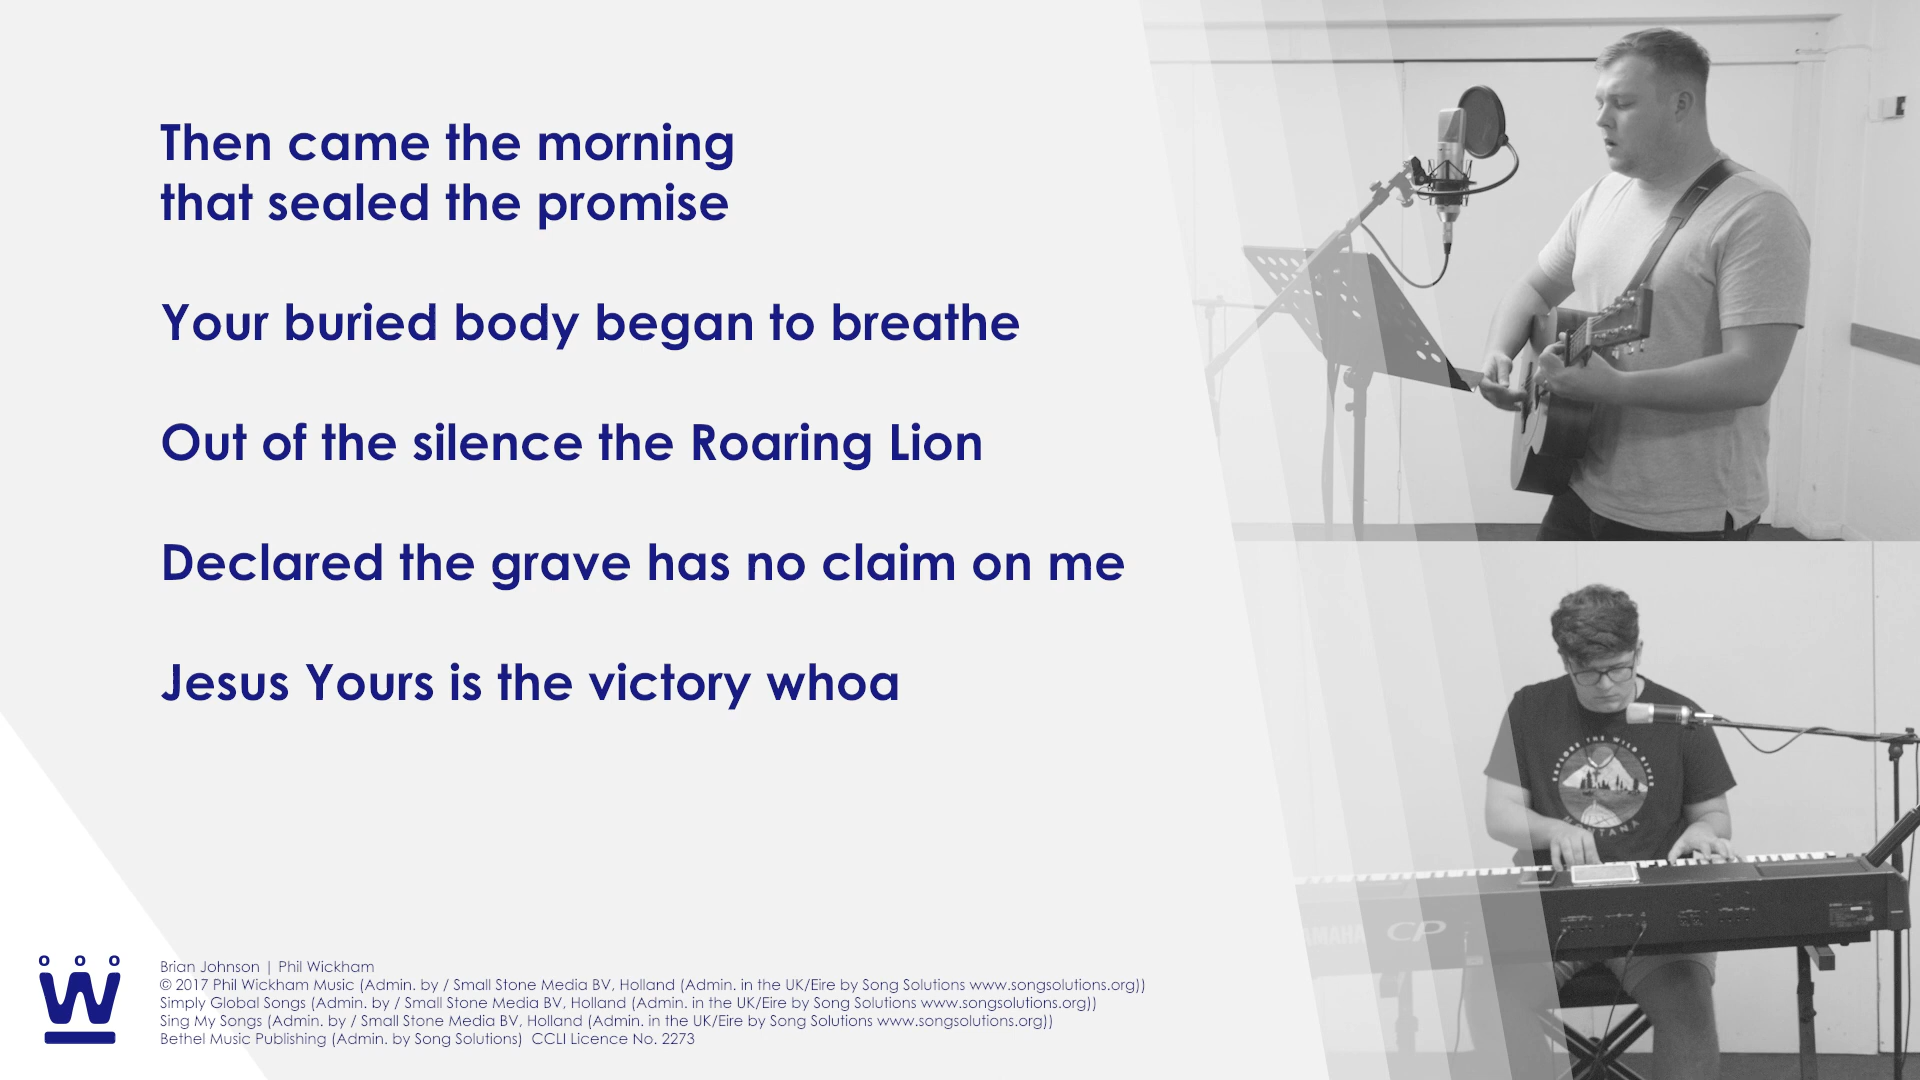 Then came the morning
that sealed the promise
Your buried body began to breathe
Out of the silence the Roaring Lion
Declared the grave has no claim on me
Jesus Yours is the victory whoa
EXPLORE THE WILD
MONTANA
YAMAHA CP
Brian Johnson | Phil Wickham
© 2017 Phil Wickham Music (Admin. by / Small Stone Media BV, Holland (Admin. in the UK/Eire by Song Solutions www.songsolutions.org))
Simply Global Songs (Admin. by / Small Stone Media BV, Holland (Admin. in the UK/Eire by Song Solutions www.songsolutions.org))
Sing My Songs (Admin. by / Small Stone Media BV, Holland (Admin. in the UK/Eire by Song Solutions www.songsolutions.org))
Bethel Music Publishing (Admin. by Song Solutions) CCLI Licence No. 2273
W